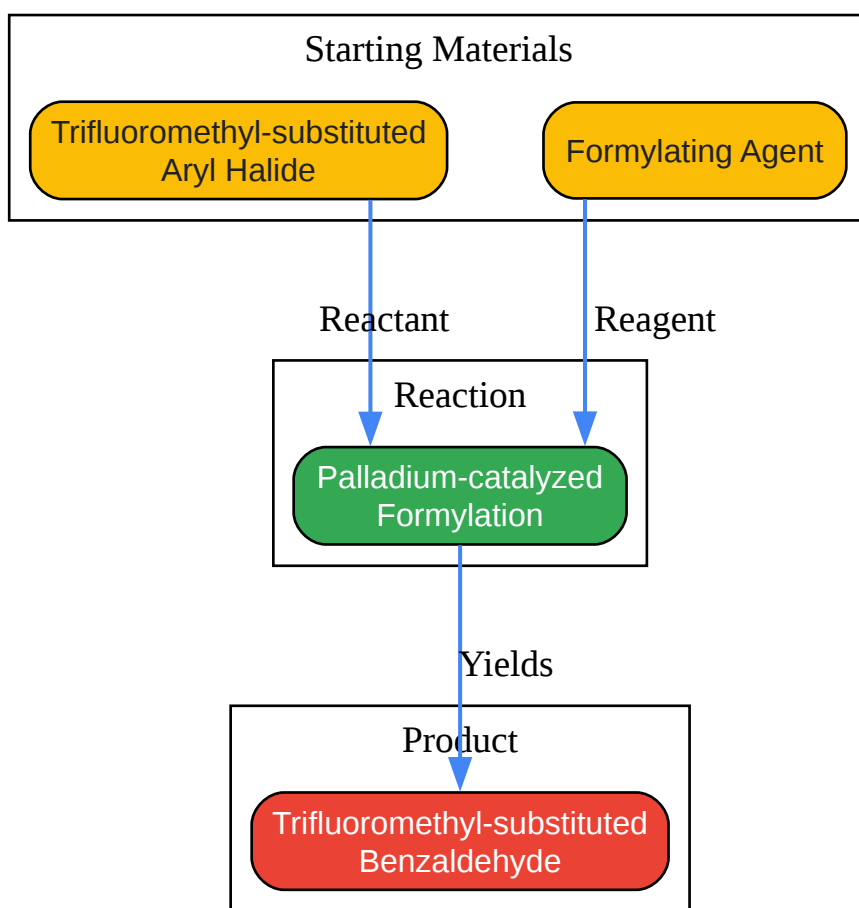 Starting Materials
Trifluoromethyl-substituted
Aryl Halide
Formylating Agent
Reactant
Reagent
Reaction
Palladium-catalyzed
Formylation
Yields
Product
Trifluoromethyl-substituted
Benzaldehyde